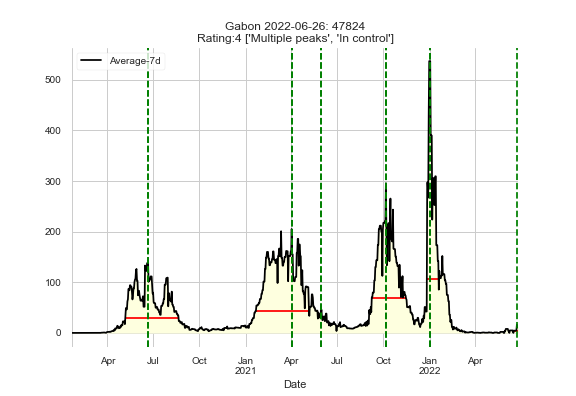 Gabon 2022-06-26: 47824
Rating:4 ['Multiple peaks', 'In control']
Average-7d
500
400
300
200
100
0
Apr Jul Oct Jan Apr Jul Oct Jan Apr
2021 2022
Date